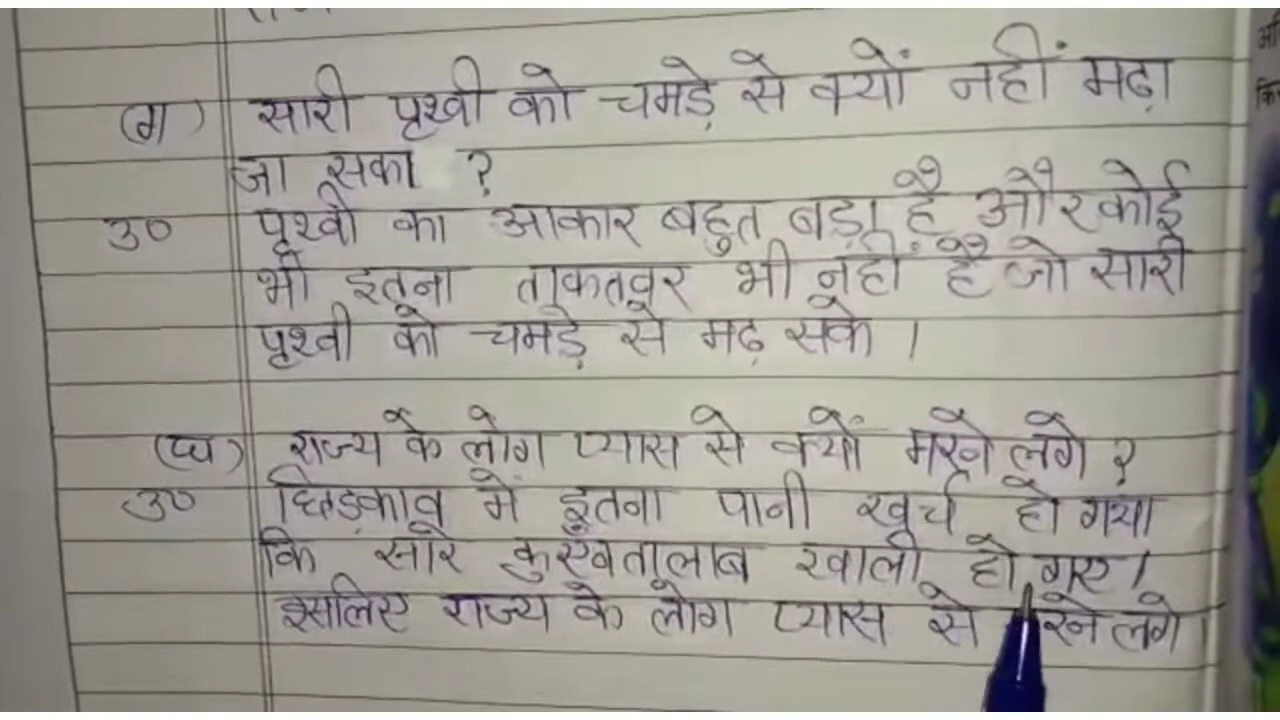 (ग) सारी पृथ्वी को चमड़े से क्यों नहीं मढ़ा
जा सका ?
उ० पृथ्वी का आकार बहुत बड़ा है और कोई
भी इतना ताकतवर भी नहीं है जो सारी
पृथ्वी को चमड़े से मढ़ सके ।
(घ) राज्य के लोग प्यास से क्यों मरने लगे ?
उ० छिड़काव में इतना पानी खर्च हो गया
कि सारे कुएँ व तालाब खाली हो गए ।
इसलिए राज्य के लोग प्यास से लगे ।